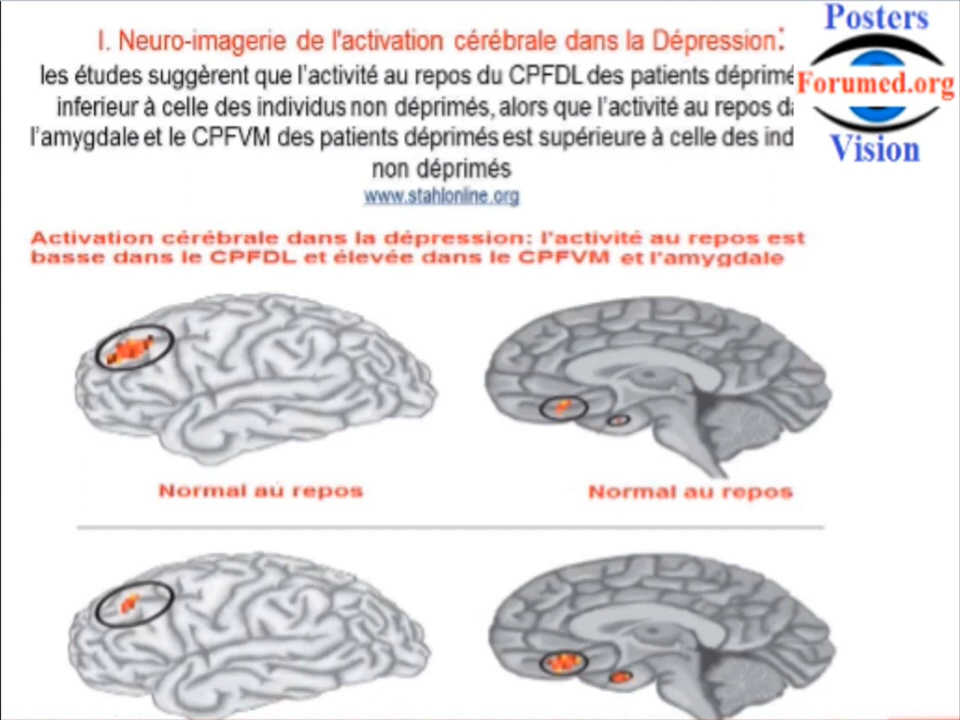 I. Neuro-imagerie de l'activation cérébrale dans la Dépression:
les études suggèrent que l'activité au repos du CPFDL des patients déprimé
inferieur à celle des individus non déprimés, alors que l'activité au repos da
l'amygdale et le CPFVM des patients déprimés est supérieure à celle des ind
non déprimés
www.stahlonline.org
Posters
Forumed.org
Vision
Activation cérébrale dans la dépression: l'activité au repos est
basse dans le CPFDL et élevée dans le CPFVM et l'amygdale
Normal au repos
Normal au repos